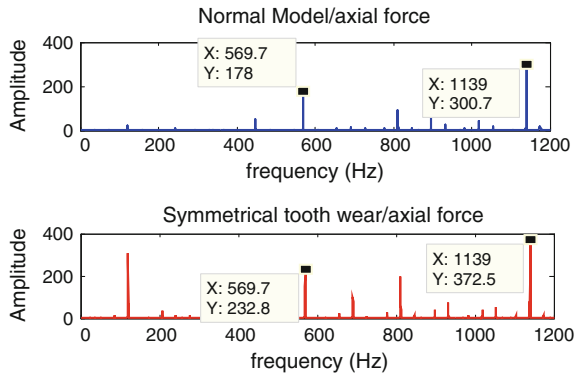 Normal Model/axial force
400
X: 569.7
Y: 178
X: 1139
Y: 300.7
200
0
Amplitude
0 200 400 600 800 1000 1200
frequency (Hz)
Symmetrical tooth wear/axial force
400
X: 1139
Y: 372.5
X: 569.7
Y: 232.8
200
0
Amplitude
0 200 400 600 800 1000 1200
frequency (Hz)